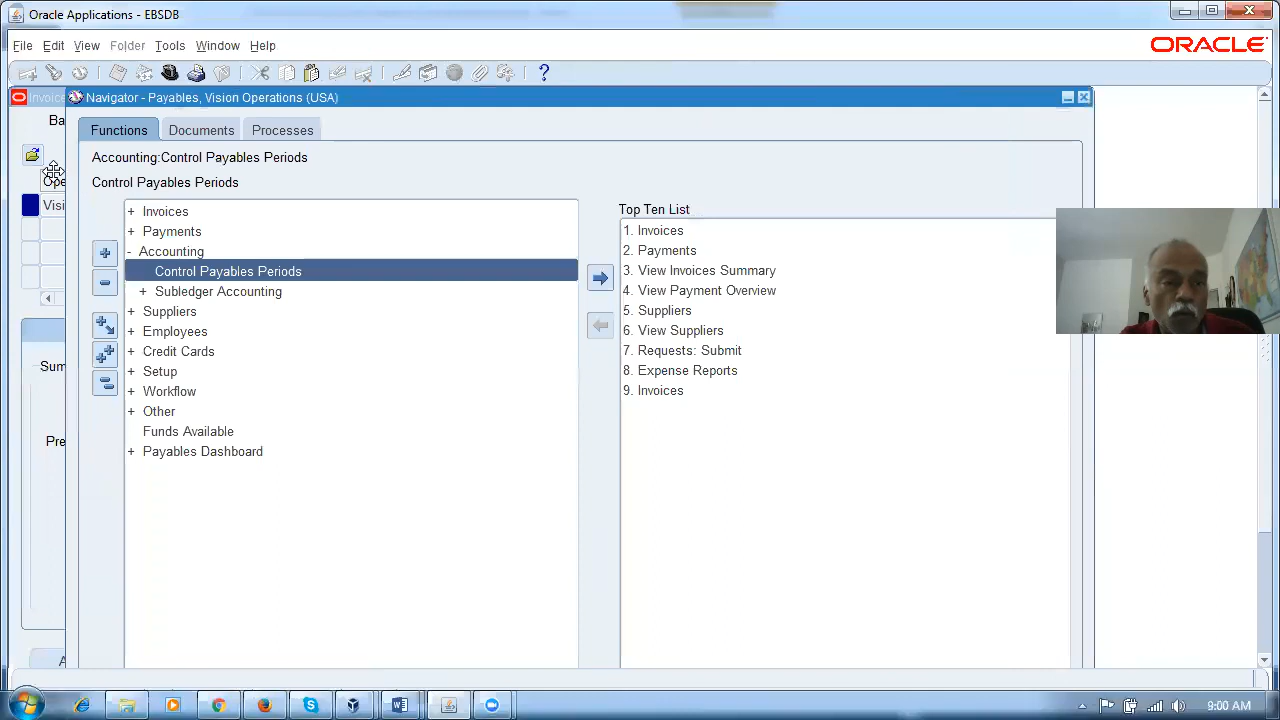 Oracle Applications - EBSDB
File Edit View Folder Tools Window Help
ORACLE
Navigator - Payables, Vision Operations (USA)
Invoice
Ba
Functions Documents Processes
Accounting:Control Payables Periods
Ope
Control Payables Periods
Visi
Top Ten List
+ Invoices
+ Payments
- Accounting
Control Payables Periods
+ Subledger Accounting
+ Suppliers
+ Employees
+ Credit Cards
+ Setup
+ Workflow
+ Other
Funds Available
+ Payables Dashboard
1. Invoices
2. Payments
3. View Invoices Summary
4. View Payment Overview
5. Suppliers
6. View Suppliers
7. Requests: Submit
8. Expense Reports
9. Invoices
Sum
Pre
A
9:00 AM